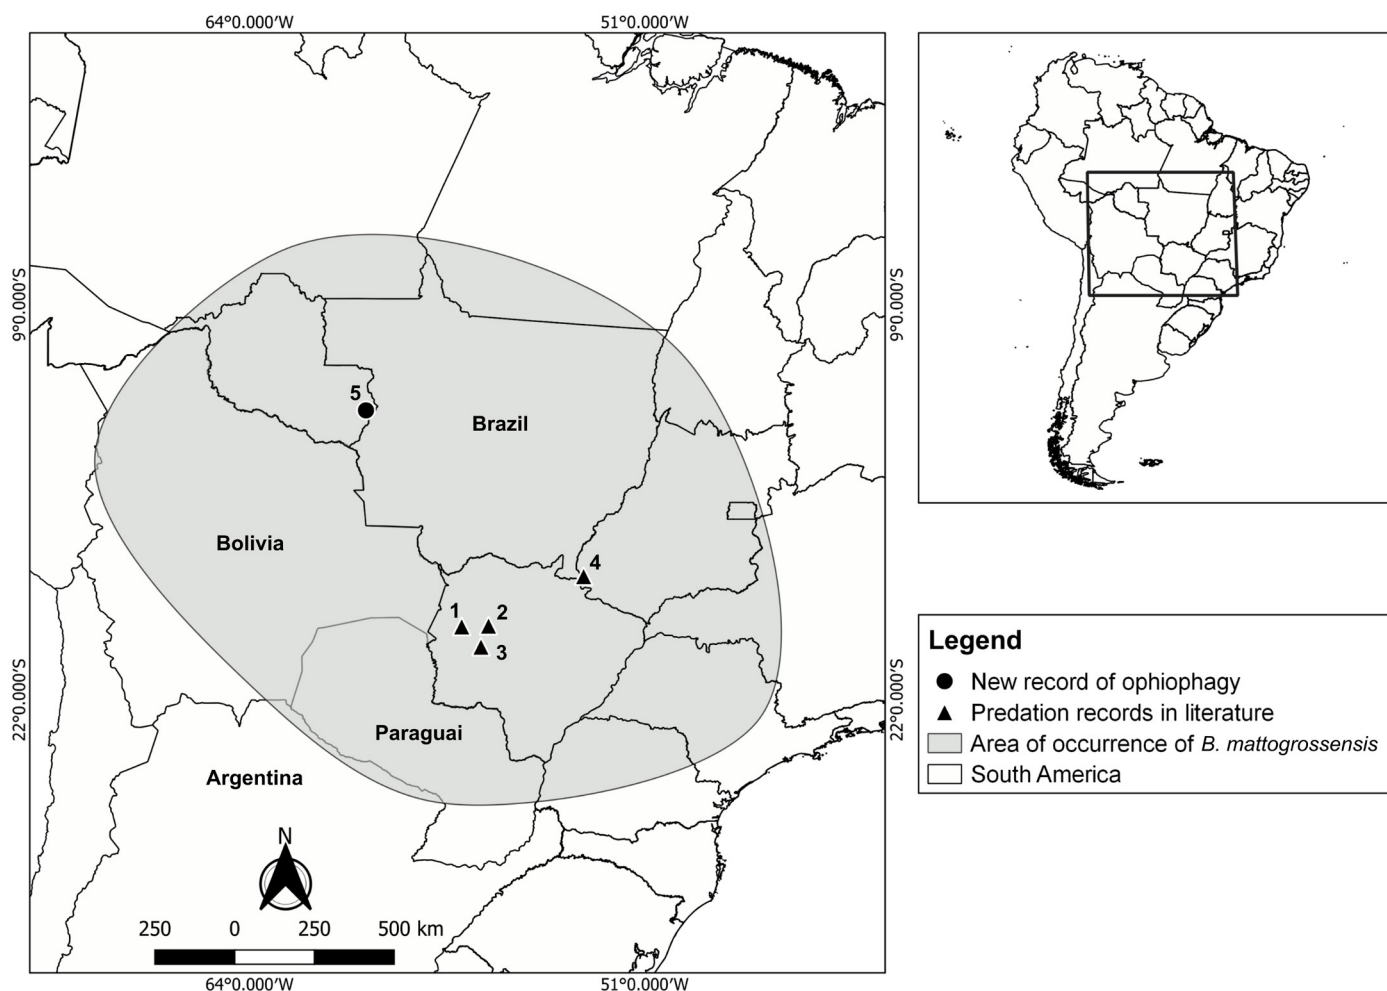 64°0.000′W 51°0.000′W
9°0.000′S 9°0.000′S
5
Brazil
Bolivia
4
1 2
3
22°0.000′S 22°0.000′S
Paraguai
Argentina
N
250 0 250 500 km
64°0.000′W 51°0.000′W
Legend
New record of ophiophagy
Predation records in literature
Area of occurrence of B. mattogrossensis
South America